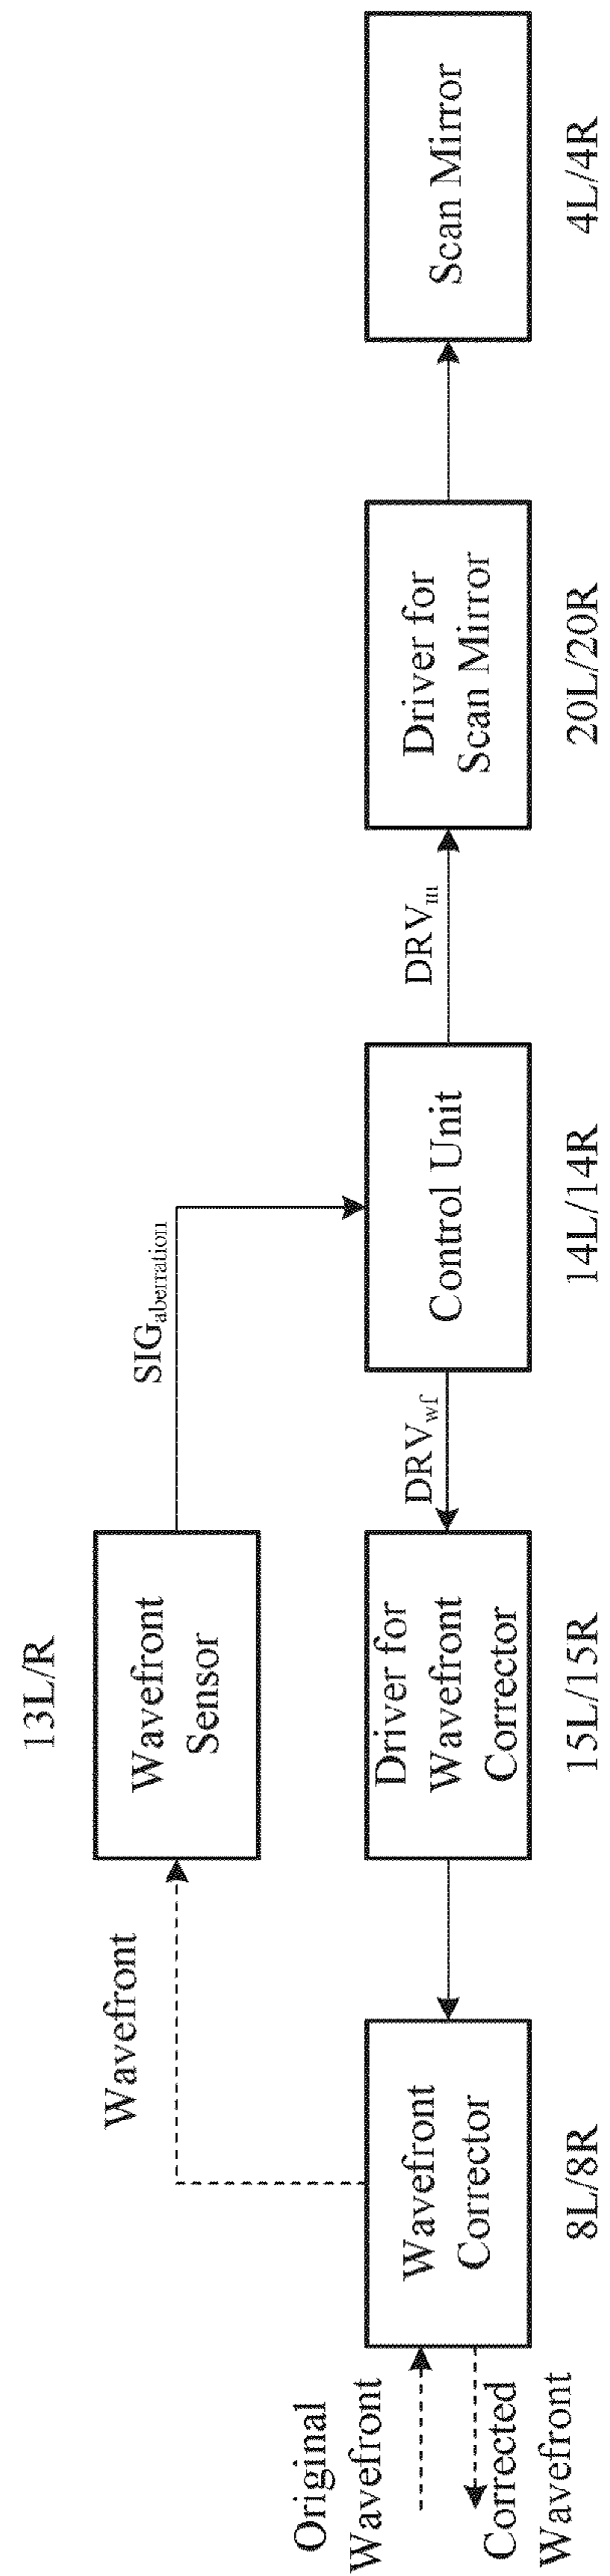 13L/R
Wavefront
SIGaberration
Wavefront
Sensor
Original
Wavefront
Corrected
Wavefront
Wavefront
Corrector
8L/8R
Driver for
Wavefront
Corrector
15L/15R
DRVwf
Control Unit
14L/14R
DRVm
Driver for
Scan Mirror
20L/20R
Scan Mirror
4L/4R